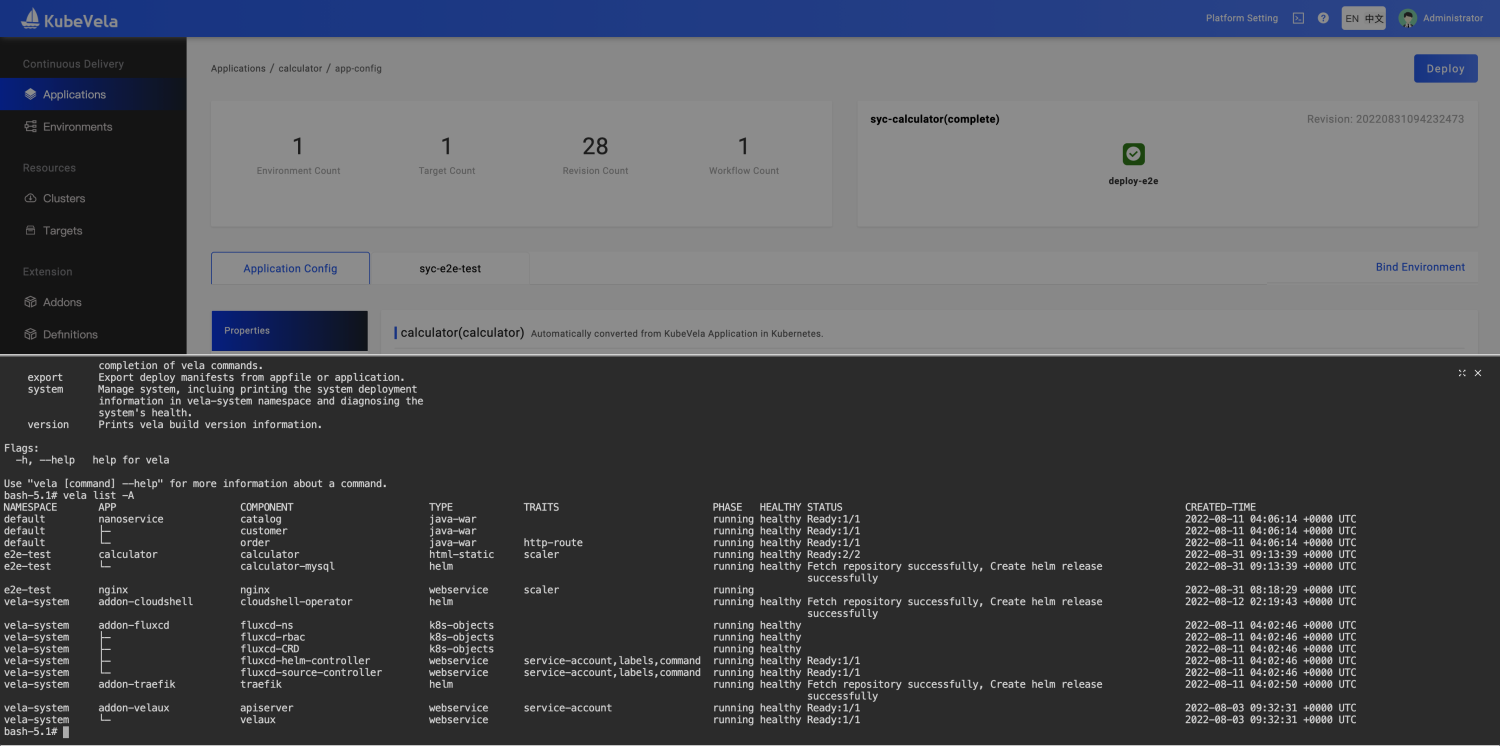 KubeVela
Platform Setting EN 中文 Administrator
Continuous Delivery
Applications
Environments
Resources
Clusters
Targets
Extension
Addons
Definitions
Applications / calculator / app-config
Deploy
1 1 28 1
Environment Count Target Count Revision Count Workflow Count
syc-calculator(complete) Revision: 20220831094232473
deploy-e2e
Application Config syc-e2e-test Bind Environment
Properties
calculator(calculator) Automatically converted from KubeVela Application in Kubernetes.
completion of vela commands.
export Export deploy manifests from appfile or application.
system Manage system, incluing printing the system deployment
information in vela-system namespace and diagnosing the
system's health.
version Prints vela build version information.
Flags:
-h, --help help for vela
Use "vela [command] --help" for more information about a command.
bash-5.1# vela list -A
NAMESPACE APP COMPONENT TYPE TRAITS PHASE HEALTHY STATUS CREATED-TIME
default nanoservice catalog java-war running healthy Ready:1/1 2022-08-11 04:06:14 +0000 UTC
default ├─ customer java-war running healthy Ready:1/1 2022-08-11 04:06:14 +0000 UTC
default └─ order java-war http-route running healthy Ready:1/1 2022-08-11 04:06:14 +0000 UTC
e2e-test calculator calculator html-static scaler running healthy Ready:2/2 2022-08-31 09:13:39 +0000 UTC
e2e-test └─ calculator-mysql helm running healthy Fetch repository successfully, Create helm release 2022-08-31 09:13:39 +0000 UTC
successfully
e2e-test nginx nginx webservice scaler running 2022-08-31 08:18:29 +0000 UTC
vela-system addon-cloudshell cloudshell-operator helm running healthy Fetch repository successfully, Create helm release 2022-08-12 02:19:43 +0000 UTC
successfully
vela-system addon-fluxcd fluxcd-ns k8s-objects running healthy 2022-08-11 04:02:46 +0000 UTC
vela-system ├─ fluxcd-rbac k8s-objects running healthy 2022-08-11 04:02:46 +0000 UTC
vela-system ├─ fluxcd-CRD k8s-objects running healthy 2022-08-11 04:02:46 +0000 UTC
vela-system ├─ fluxcd-helm-controller webservice service-account,labels,command running healthy Ready:1/1 2022-08-11 04:02:46 +0000 UTC
vela-system └─ fluxcd-source-controller webservice service-account,labels,command running healthy Ready:1/1 2022-08-11 04:02:46 +0000 UTC
vela-system addon-traefik traefik helm running healthy Fetch repository successfully, Create helm release 2022-08-11 04:02:50 +0000 UTC
successfully
vela-system addon-velaux apiserver webservice service-account running healthy Ready:1/1 2022-08-03 09:32:31 +0000 UTC
vela-system └─ velaux webservice running healthy Ready:1/1 2022-08-03 09:32:31 +0000 UTC
bash-5.1#